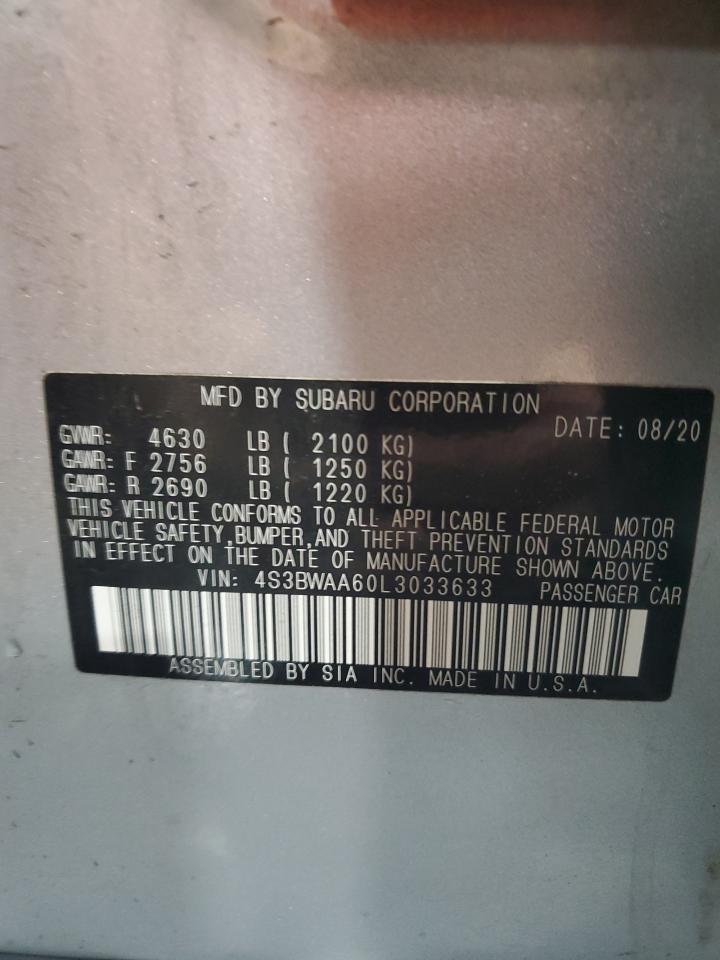 MFD BY SUBARU CORPORATION
DATE: 08/20
GVWR: 4630 LB ( 2100 KG)
GAWR: F 2756 LB ( 1250 KG)
GAWR: R 2690 LB ( 1220 KG)
THIS VEHICLE CONFORMS TO ALL APPLICABLE FEDERAL MOTOR
VEHICLE SAFETY,BUMPER,AND THEFT PREVENTION STANDARDS
IN EFFECT ON THE DATE OF MANUFACTURE SHOWN ABOVE.
VIN: 4S3BWAA60L3033633 PASSENGER CAR
ASSEMBLED BY SIA INC. MADE IN U.S.A.